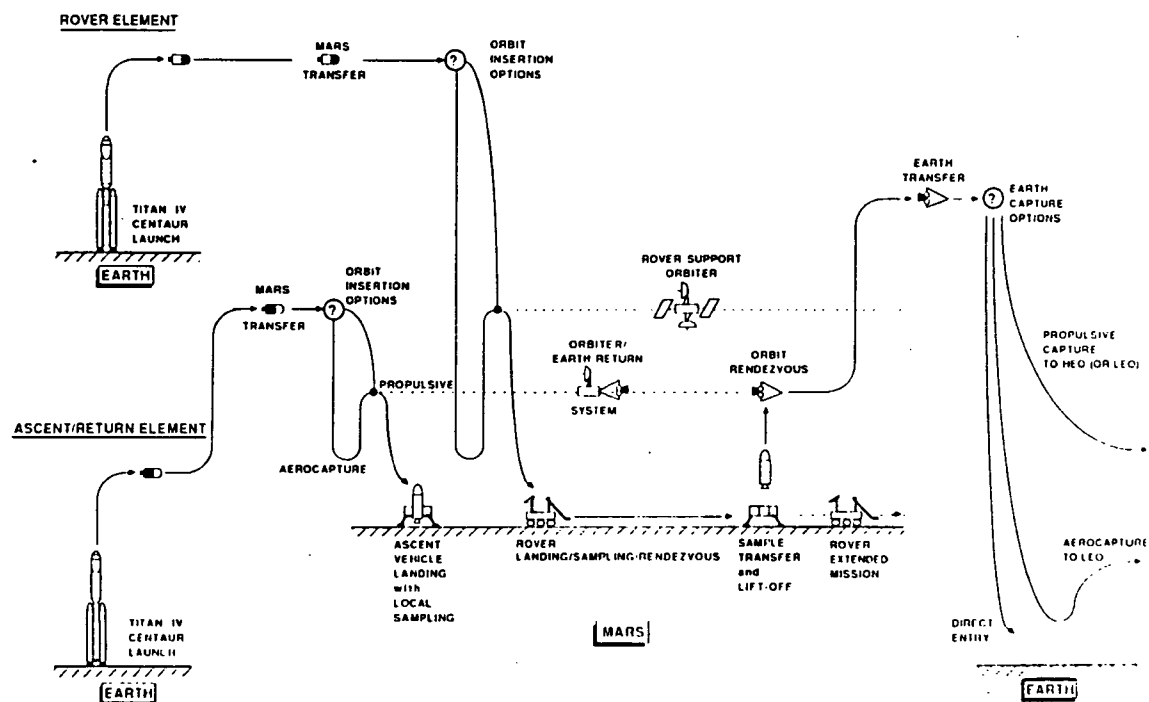 ROVER ELEMENT
MARS
TRANSFER
?
ORBIT
INSERTION
OPTIONS
TITAN IV
CENTAUR
LAUNCH
EARTH
EARTH
TRANSFER
?
EARTH
CAPTURE
OPTIONS
MARS
TRANSFER
?
ORBIT
INSERTION
OPTIONS
ROVER SUPPORT
ORBITER
ORBITER/
EARTH RETURN
SYSTEM
ORBIT
RENDEZVOUS
PROPULSIVE
PROPULSIVE
CAPTURE
TO HEO (OR LEO)
ASCENT/RETURN ELEMENT
AEROCAPTURE
TITAN IV
CENTAUR
LAUNCH
EARTH
ASCENT
VEHICLE
LANDING
with
LOCAL
SAMPLING
ROVER
LANDING/SAMPLING/RENDEZVOUS
SAMPLE
TRANSFER
and
LIFT-OFF
ROVER
EXTENDED
MISSION
MARS
AEROCAPTURE
TO LEO
DIRECT
ENTRY
EARTH